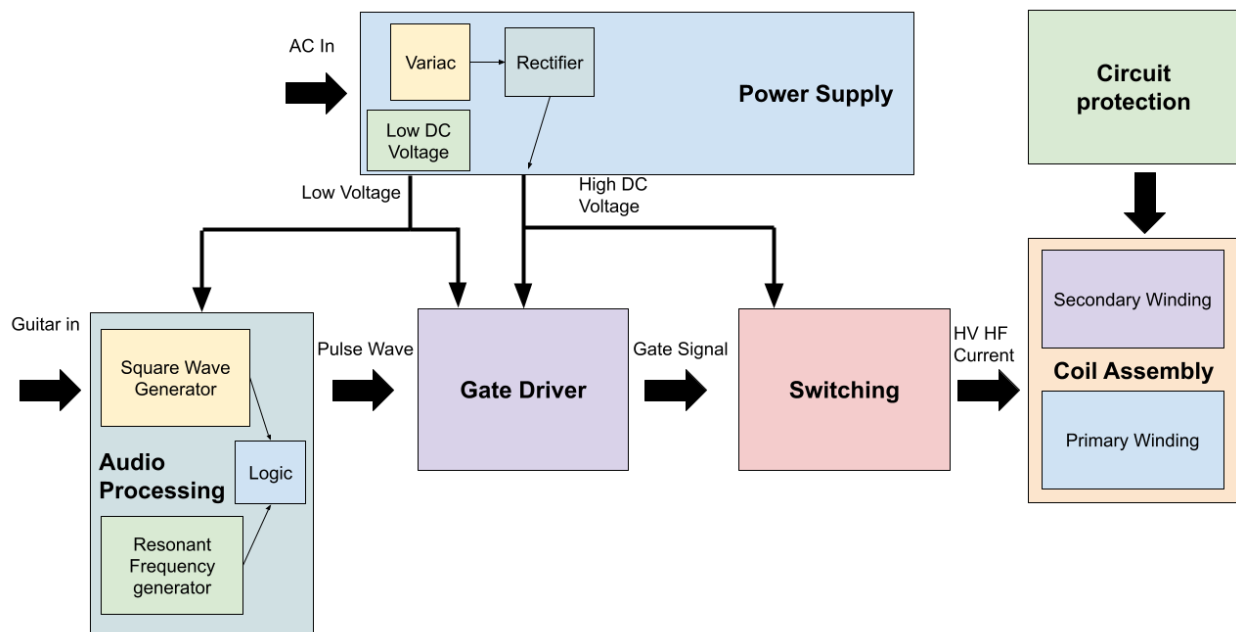 AC In
Variac
Rectifier
Power Supply
Low DC
Voltage
Circuit
protection
Low Voltage
High DC
Voltage
Guitar in
Square Wave
Generator
Audio
Processing
Logic
Resonant
Frequency
generator
Pulse Wave
Gate Driver
Gate Signal
Switching
HV HF
Current
Secondary Winding
Coil Assembly
Primary Winding